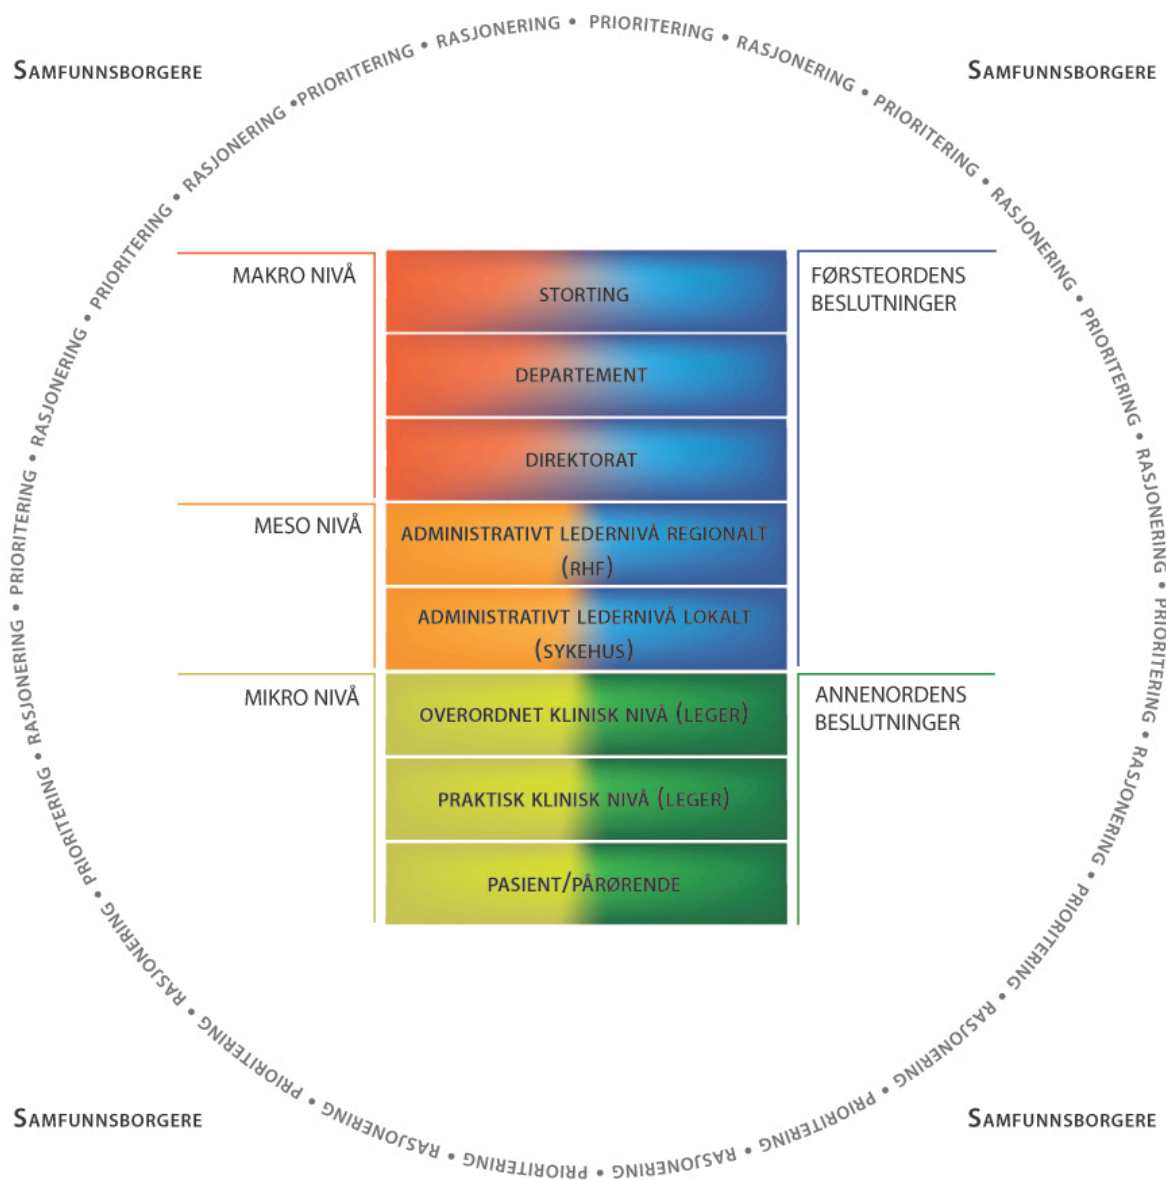 PRIORITERING • RASJONERING • PRIORITERING • RASJONERING • PRIORITERING • RASJONERING • PRIORITERING • RASJONERING • PRIORITERING • RASJONERING • PRIORITERING • RASJONERING • PRIORITERING • RASJONERING • PRIORITERING • RASJONERING • PRIORITERING • RASJONERING • PRIORITERING • RASJONERING • PRIORITERING • RASJONERING •PRIORITERING • RASJONERING •
SAMFUNNSBORGERE
SAMFUNNSBORGERE
MAKRO NIVÅ
STORTING
FØRSTEORDENS
BESLUTNINGER
DEPARTEMENT
DIREKTORAT
MESO NIVÅ
ADMINISTRATIVT LEDERNIVÅ REGIONALT
(RHF)
ADMINISTRATIVT LEDERNIVÅ LOKALT
(SYKEHUS)
MIKRO NIVÅ
OVERORDNET KLINISK NIVÅ (LEGER)
ANNENORDENS
BESLUTNINGER
PRAKTISK KLINISK NIVÅ (LEGER)
PASIENT/PÅRØRENDE
SAMFUNNSBORGERE
SAMFUNNSBORGERE